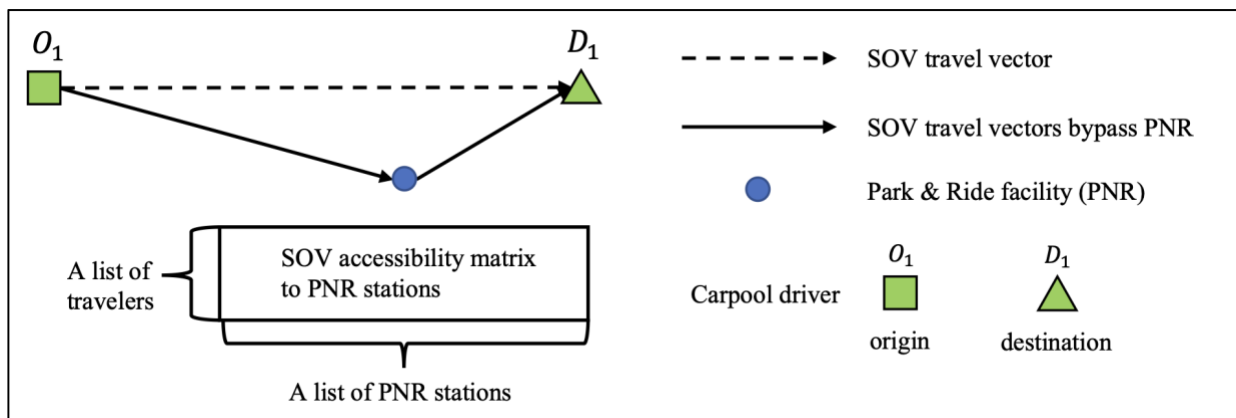 O₁
D₁
SOV travel vector
SOV travel vectors bypass PNR
Park & Ride facility (PNR)
A list of
travelers
SOV accessibility matrix
to PNR stations
A list of PNR stations
Carpool driver
O₁
D₁
origin
destination